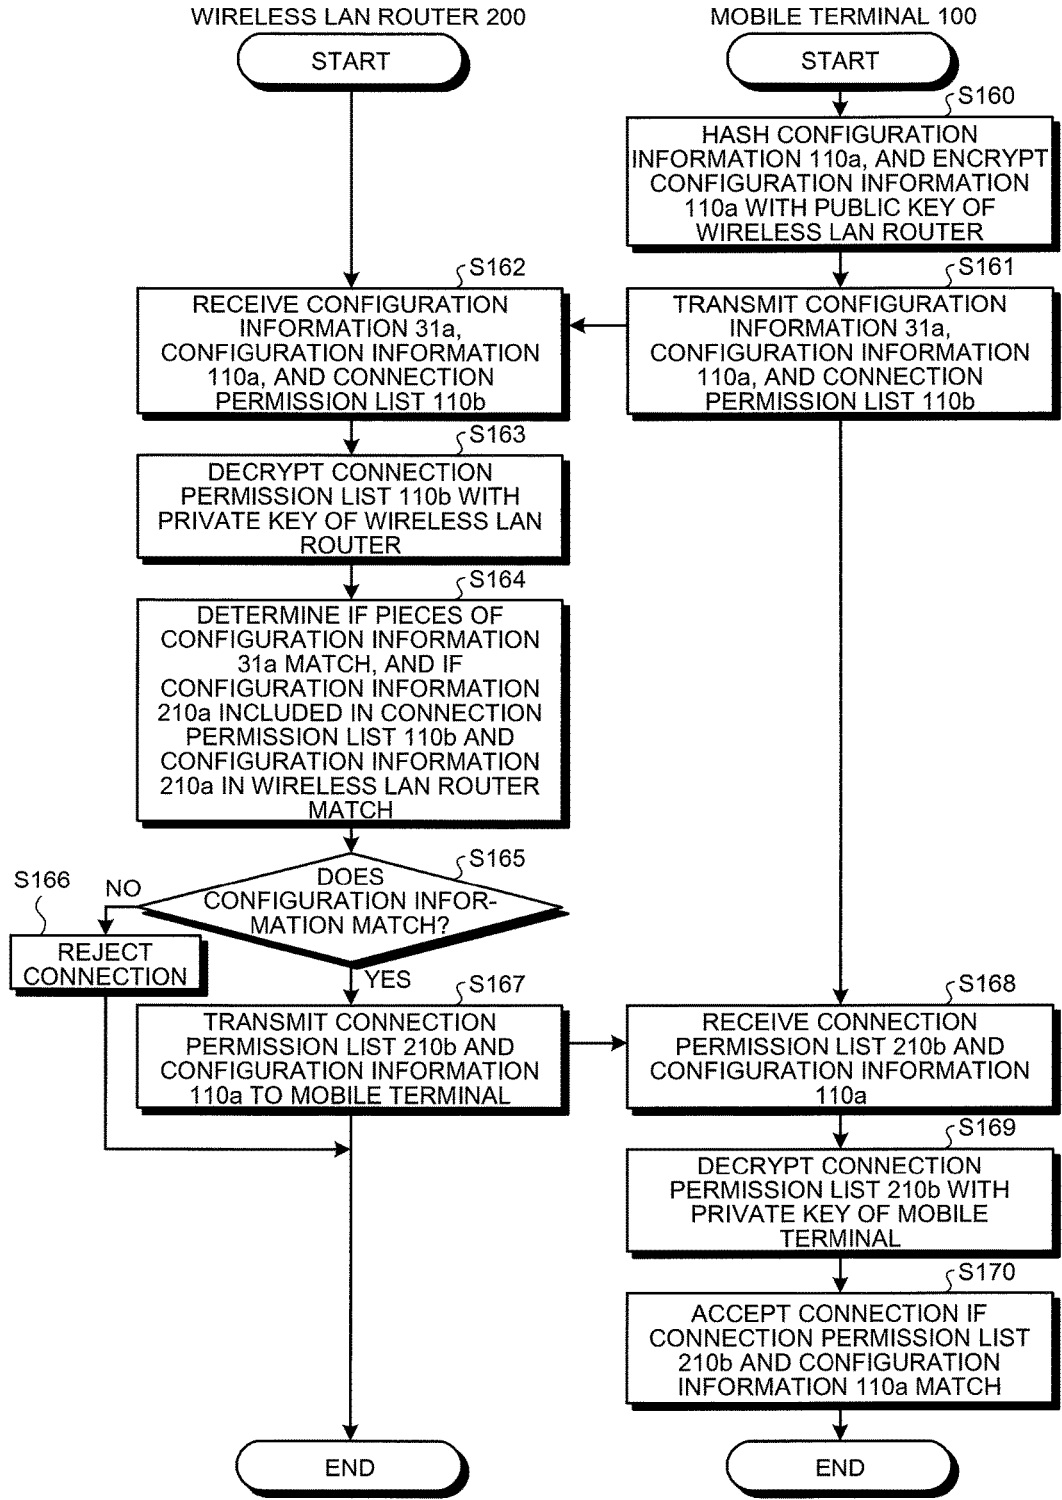 WIRELESS LAN ROUTER 200
MOBILE TERMINAL 100
START
START
S160
HASH CONFIGURATION
INFORMATION 110a, AND ENCRYPT
CONFIGURATION INFORMATION
110a WITH PUBLIC KEY OF
WIRELESS LAN ROUTER
S162
RECEIVE CONFIGURATION
INFORMATION 31a,
CONFIGURATION INFORMATION
110a, AND CONNECTION
PERMISSION LIST 110b
S161
TRANSMIT CONFIGURATION
INFORMATION 31a,
CONFIGURATION INFORMATION
110a, AND CONNECTION
PERMISSION LIST 110b
S163
DECRYPT CONNECTION
PERMISSION LIST 110b WITH
PRIVATE KEY OF WIRELESS LAN
ROUTER
S164
DETERMINE IF PIECES OF
CONFIGURATION INFORMATION
31a MATCH, AND IF
CONFIGURATION INFORMATION
210a INCLUDED IN CONNECTION
PERMISSION LIST 110b AND
CONFIGURATION INFORMATION
210a IN WIRELESS LAN ROUTER
MATCH
S165
DOES
CONFIGURATION INFOR-
MATION MATCH?
NO
S166
REJECT
CONNECTION
YES
S167
TRANSMIT CONNECTION
PERMISSION LIST 210b AND
CONFIGURATION INFORMATION
110a TO MOBILE TERMINAL
S168
RECEIVE CONNECTION
PERMISSION LIST 210b AND
CONFIGURATION INFORMATION
110a
S169
DECRYPT CONNECTION
PERMISSION LIST 210b WITH
PRIVATE KEY OF MOBILE
TERMINAL
S170
ACCEPT CONNECTION IF
CONNECTION PERMISSION LIST
210b AND CONFIGURATION
INFORMATION 110a MATCH
END
END